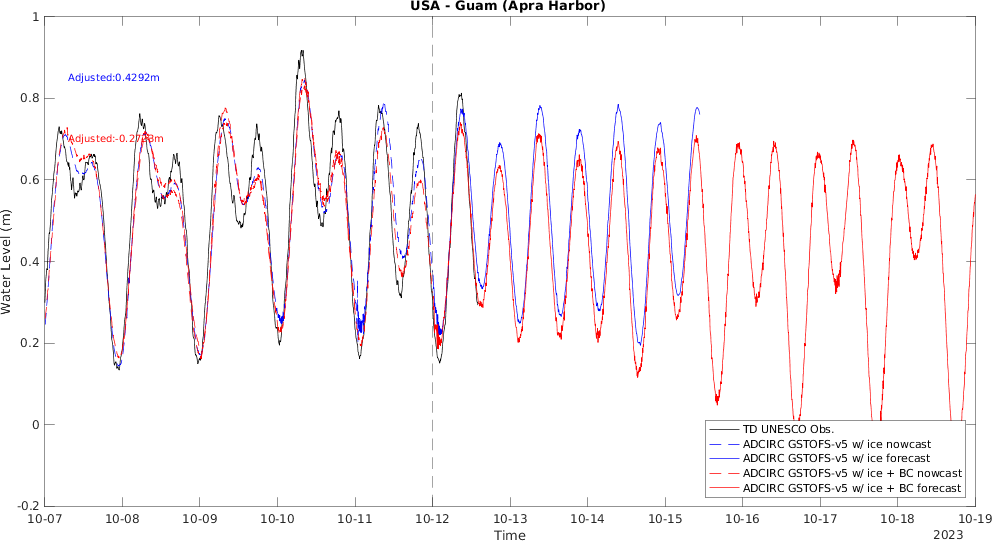 USA - Guam (Apra Harbor)
1
0.8
0.6
0.4
0.2
0
-0.2
Water Level (m)
Adjusted:0.4292m
TD UNESCO Obs.
ADCIRC GSTOFS-v5 w/ ice nowcast
ADCIRC GSTOFS-v5 w/ ice forecast
ADCIRC GSTOFS-v5 w/ ice + BC nowcast
ADCIRC GSTOFS-v5 w/ ice + BC forecast
10-07 10-08 10-09 10-10 10-11 10-12 10-13 10-14 10-15 10-16 10-17 10-18 10-19
Time
2023